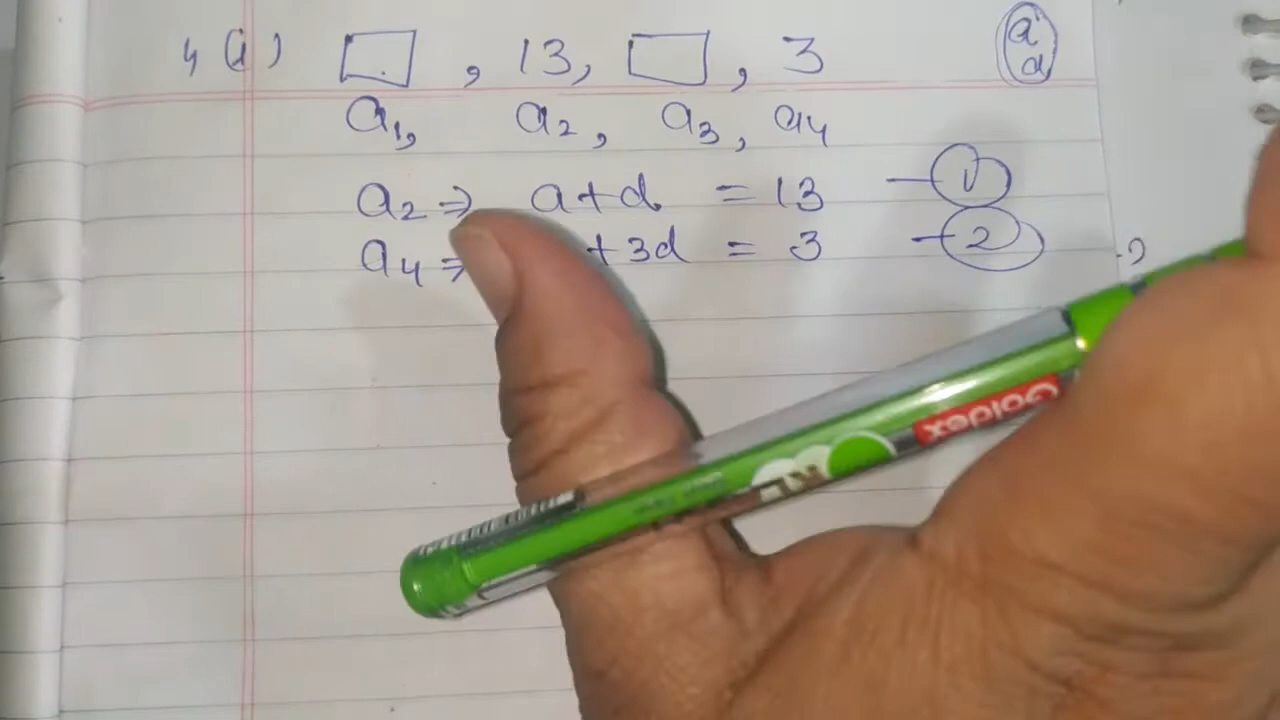 4 (i) □ , 13, □ , 3
a
d
a₁, a₂, a₃, a₄
a₂ ⇒ a+d = 13 — 1
a₄ ⇒ +3d = 3 — 2
Goldex